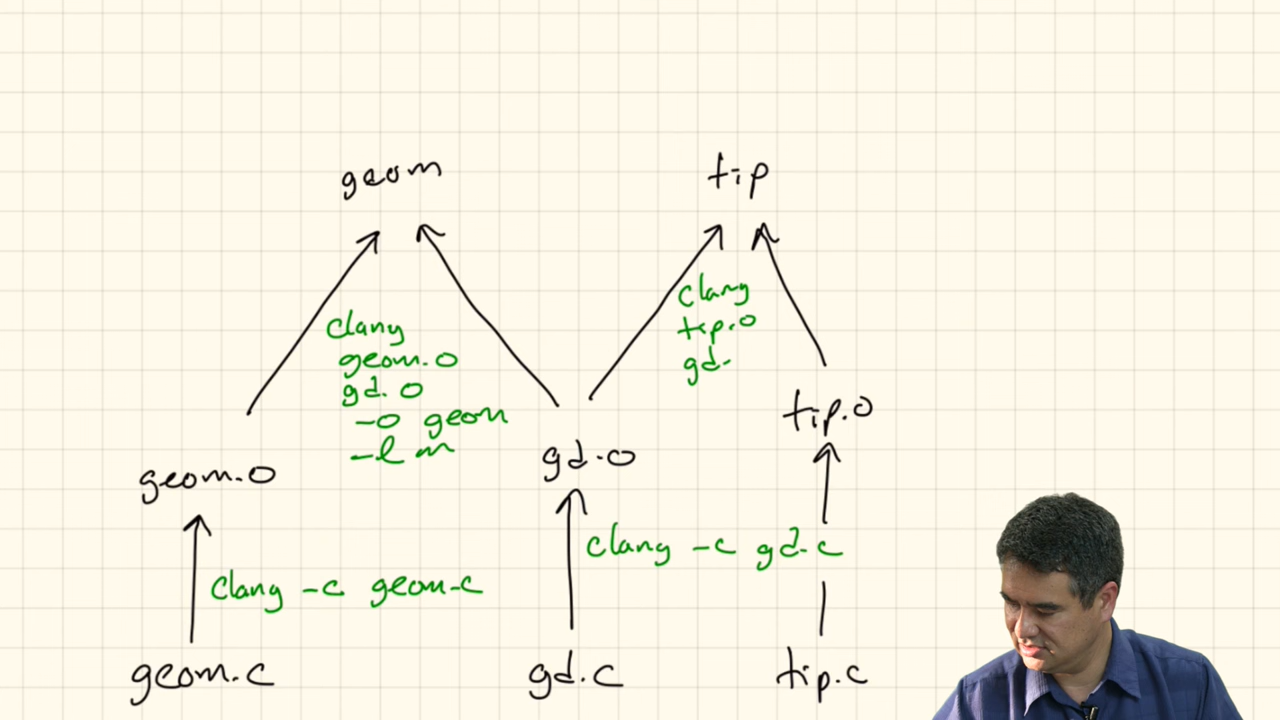 geom
tip
clang
geom.o
gd.o
-o geom
-lm
clang
tip.o
gd.
geom.o
gd.o
tip.o
clang -c geom.c
clang -c gd.c
geom.c
gd.c
tip.c